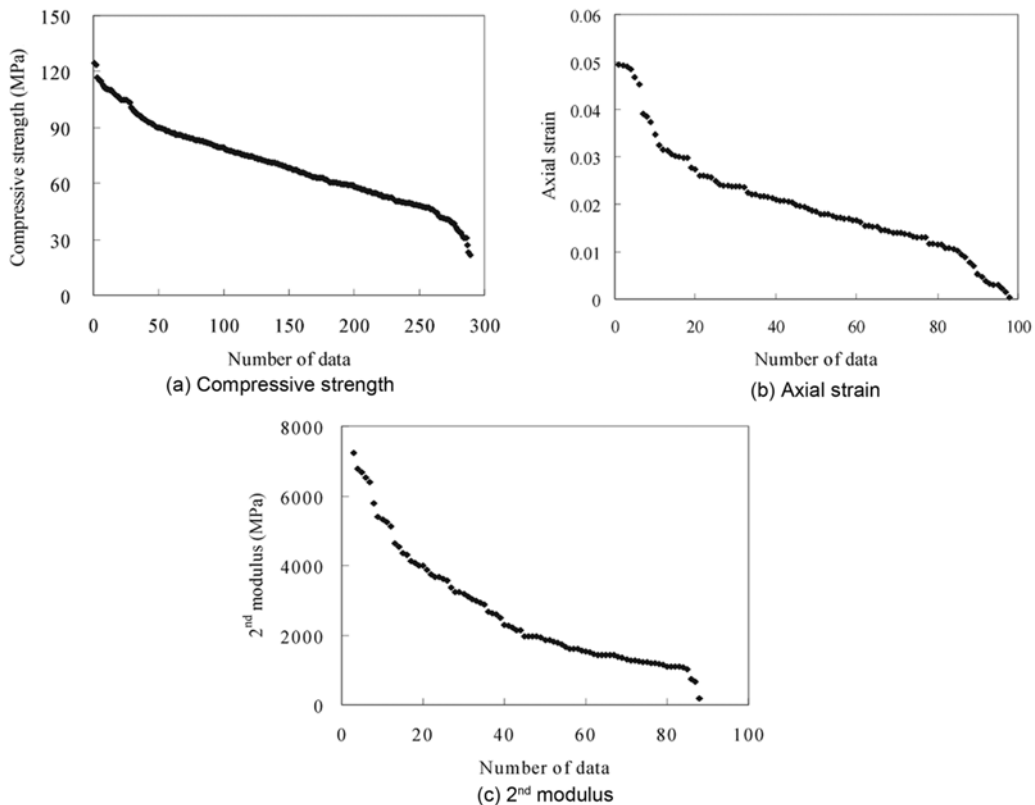 150
120
90
60
30
0
Compressive strength (MPa)
0 50 100 150 200 250 300
Number of data
(a) Compressive strength
0.06
0.05
0.04
0.03
0.02
0.01
0
Axial strain
0 20 40 60 80 100
Number of data
(b) Axial strain
8000
6000
4000
2000
0
2nd modulus (MPa)
0 20 40 60 80 100
Number of data
(c) 2nd modulus